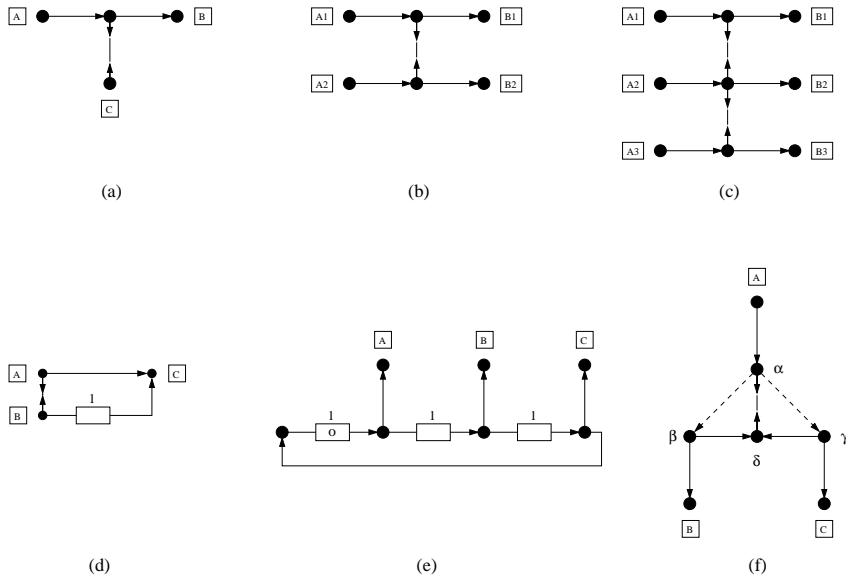 A B A1 B1 A1 B1
C A2 B2 A2 B2
A3 B3
(a) (b) (c)
A
A B C
A 1 C α
B 1 1 1
o β γ
δ
B C
(d) (e) (f)